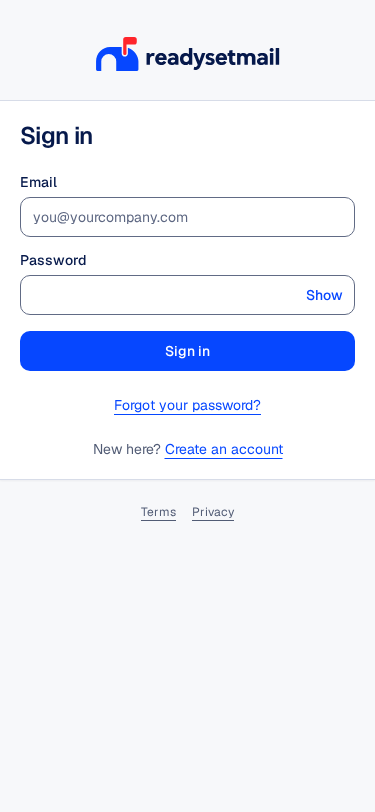 readysetmail
Sign in
Email
you@yourcompany.com
Password
Show
Sign in
Forgot your password?
New here? Create an account
Terms Privacy